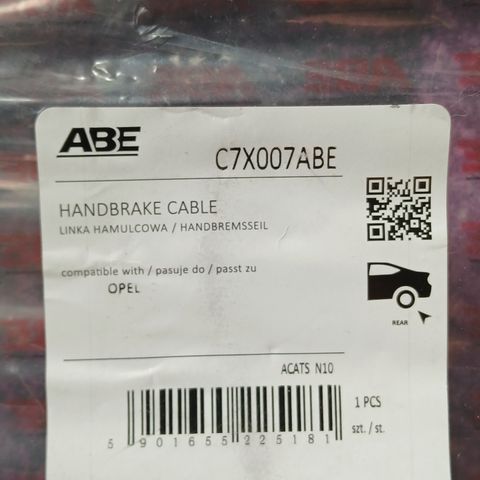 ABE
C7X007ABE
HANDBRAKE CABLE
LINKA HAMULCOWA / HANDBREMSSEIL
compatible with / pasuje do / passt zu
OPEL
REAR
ACATS N10
1 PCS
szt. / st.
5 901655 225181